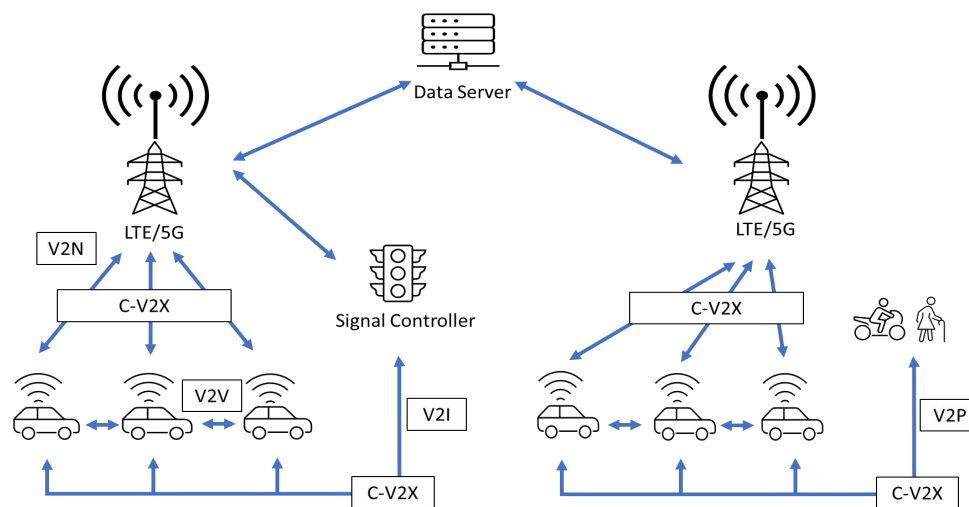 Data Server
LTE/5G
LTE/5G
V2N
C-V2X
C-V2X
Signal Controller
V2V
V2I
V2P
C-V2X
C-V2X